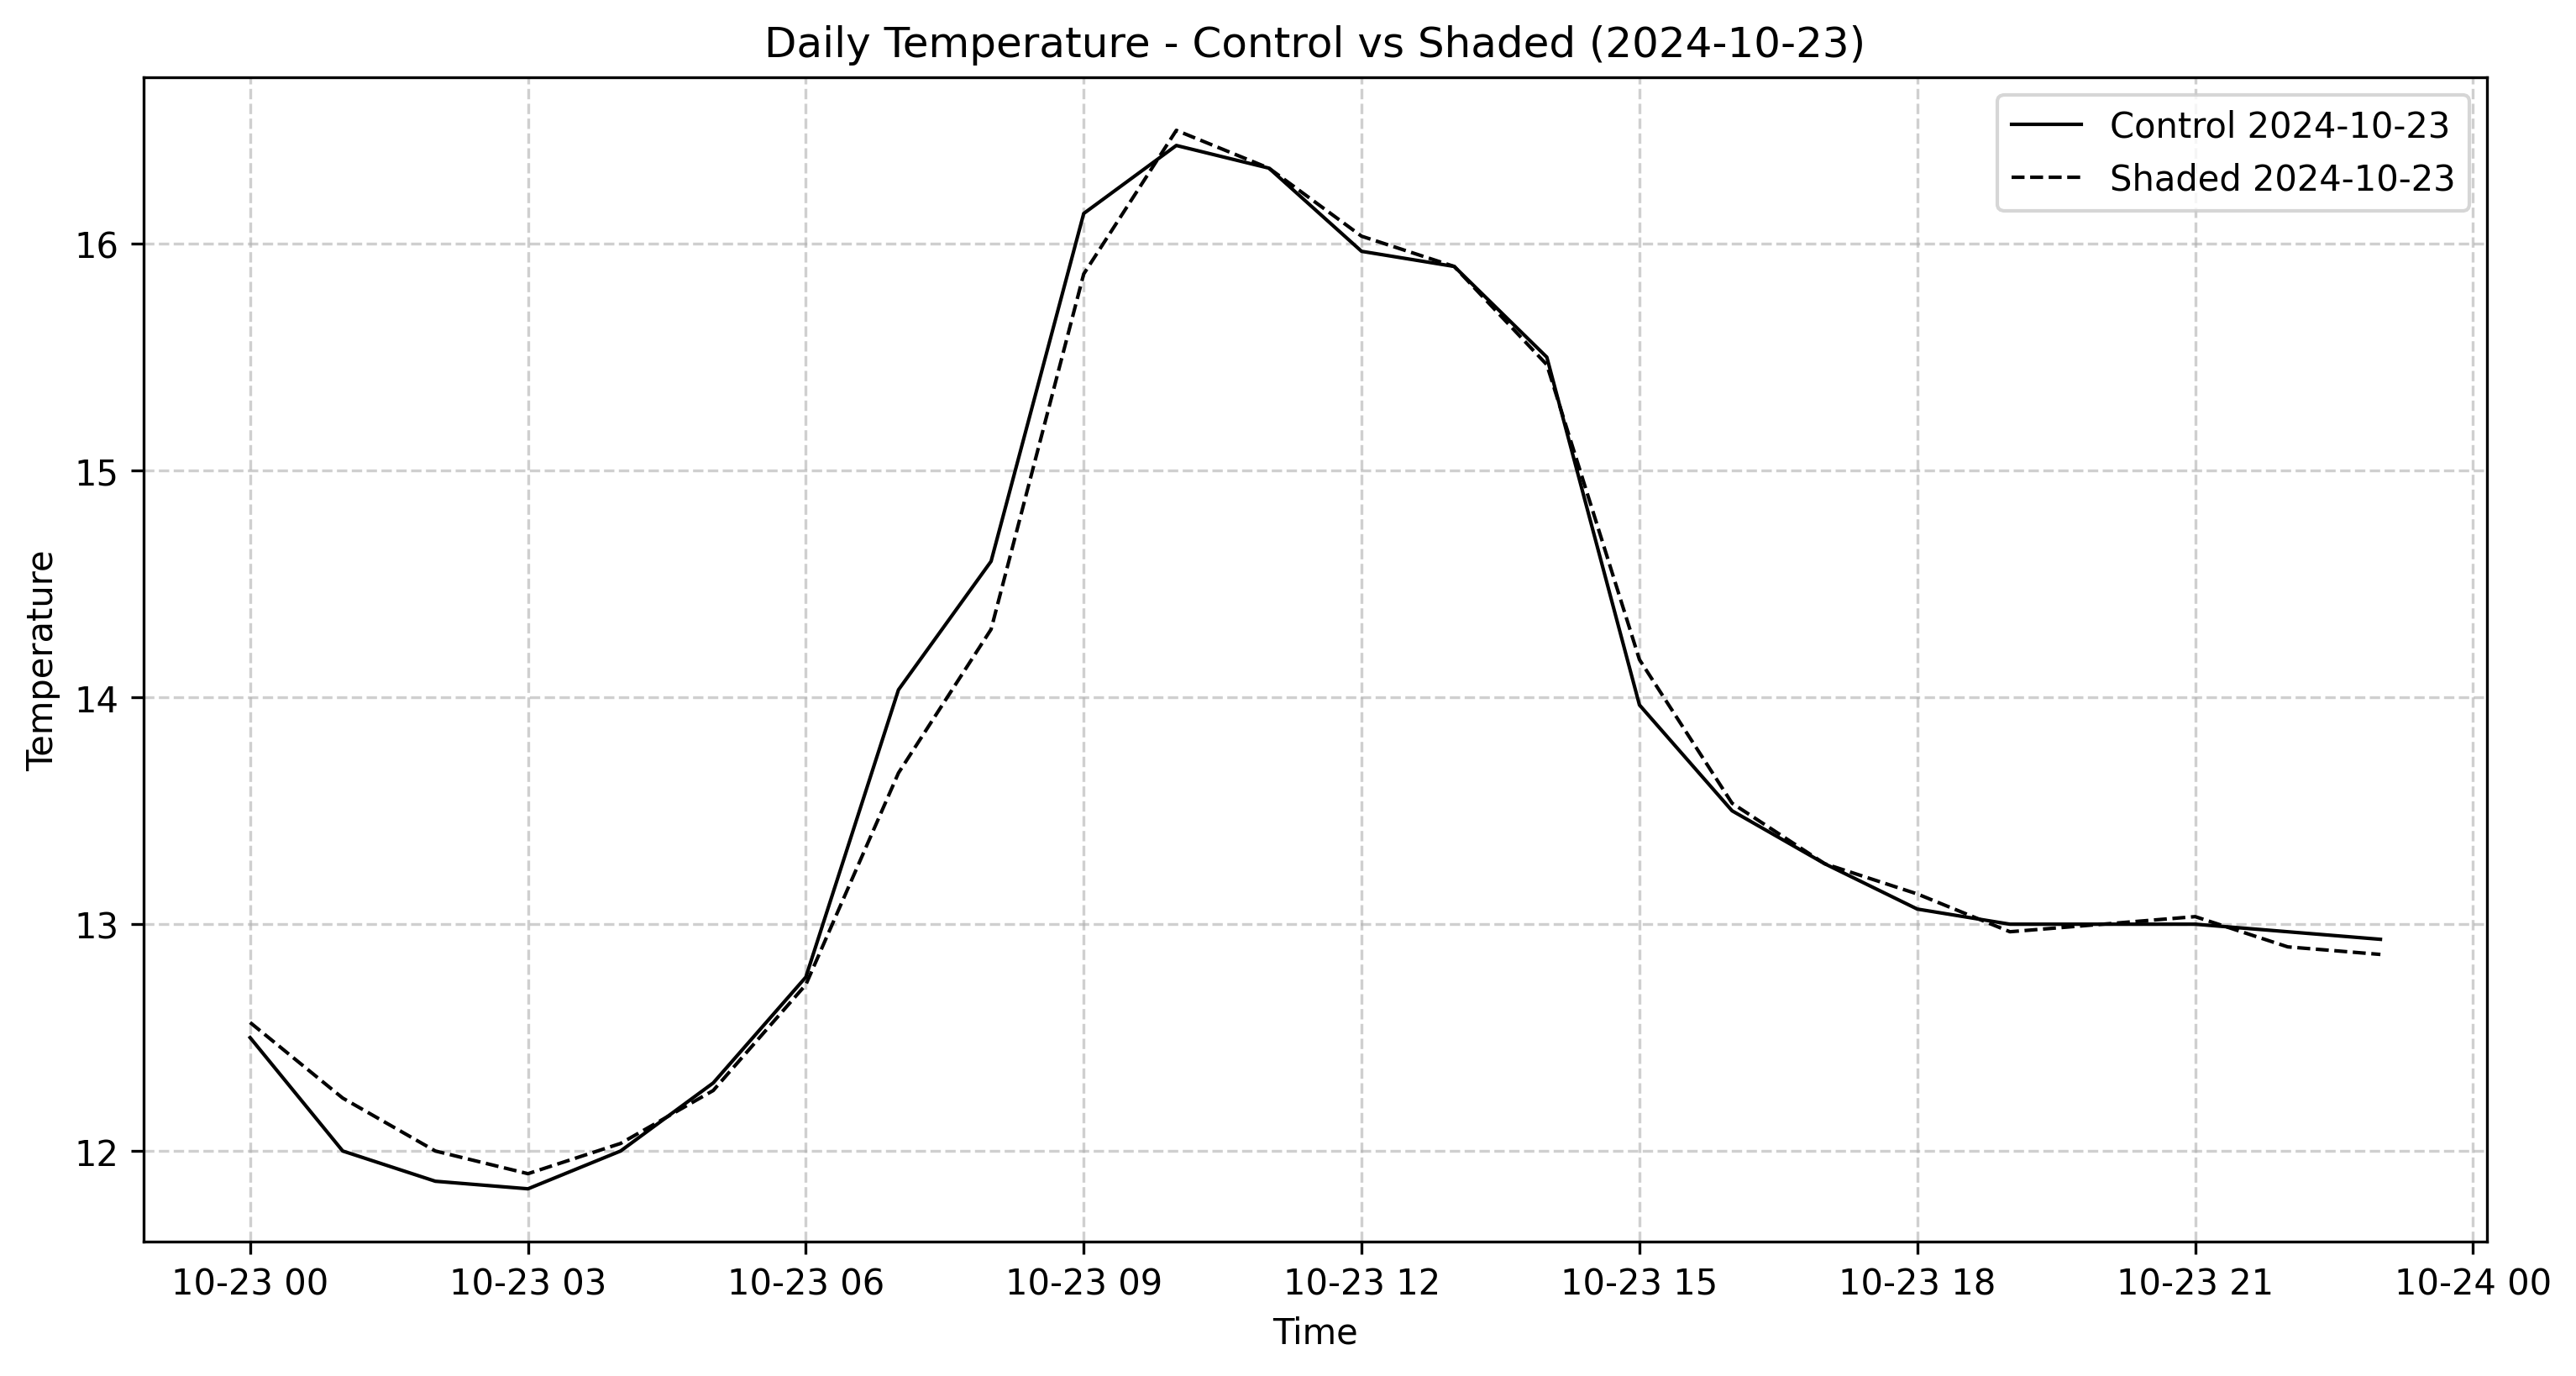 Daily Temperature - Control vs Shaded (2024-10-23)
Control 2024-10-23
Shaded 2024-10-23
Temperature
16
15
14
13
12
10-23 00 10-23 03 10-23 06 10-23 09 10-23 12 10-23 15 10-23 18 10-23 21 10-24 00
Time